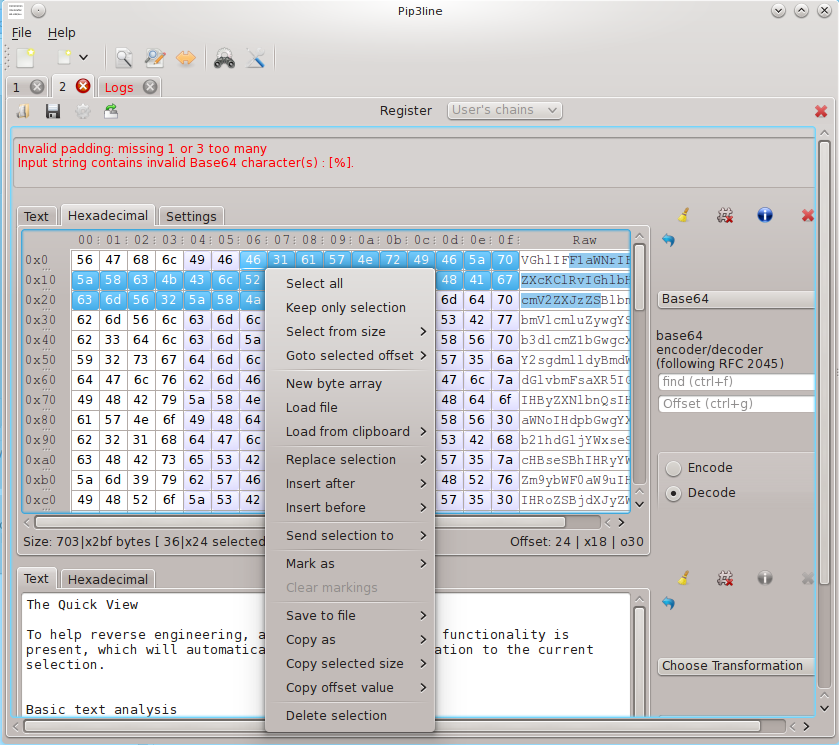 Pip3line
File Help
1 2 Logs
Register User's chains
Invalid padding: missing 1 or 3 too many
Input string contains invalid Base64 character(s) : [%].
Text Hexadecimal Settings
00 01 02 03 04 05 06 07 08 09 0a 0b 0c 0d 0e 0f Raw
0x0 56 47 68 6c 49 46 46 31 61 57 4e 72 49 46 5a 70 VGhlIFF1aWNrIF
0x10 5a 58 63 4b 43 6c 52 48 41 67 ZXcKClRvIGhlbH
0x20 63 6d 56 32 5a 58 4a 6d 64 70 cmV2ZXJzZSBlbn
0x30 62 6d 56 6c 63 6d 6c 53 42 77 bmVlcmluZywgYS
0x40 62 33 64 6c 63 6d 5a 58 56 70 b3dlcmZ1bGwgcX
0x50 59 32 73 67 64 6d 6c 57 35 6a Y2sgdmlldyBmdW
0x60 64 47 6c 76 62 6d 46 47 6c 7a dGlvbmFsaXR5IG
0x70 49 48 42 79 5a 58 4e 48 64 6f IHByZXNlbnQsIH
0x80 61 57 4e 6f 49 48 64 58 56 30 aWNoIHdpbGwgYX
0x90 62 32 31 68 64 47 6c 53 42 68 b21hdGljYWxseS
0xa0 63 48 42 73 65 53 42 57 35 7a cHBseSBhIHRyYW
0xb0 5a 6d 39 79 62 57 46 48 52 76 Zm9ybWF0aW9uIH
0xc0 49 48 52 6f 5a 53 42 57 35 30 IHRoZSBjdXJyZW
Select all
Keep only selection
Select from size
Goto selected offset
New byte array
Load file
Load from clipboard
Replace selection
Insert after
Insert before
Send selection to
Mark as
Clear markings
Save to file
Copy as
Copy selected size
Copy offset value
Delete selection
Base64
base64
encoder/decoder
(following RFC 2045)
find (ctrl+f)
Offset (ctrl+g)
Encode
Decode
Size: 703|x2bf bytes [ 36|x24 selected Offset: 24 | x18 | o30
Text Hexadecimal
The Quick View
To help reverse engineering, a functionality is
present, which will automatica ation to the current
selection.
Basic text analysis
Choose Transformation